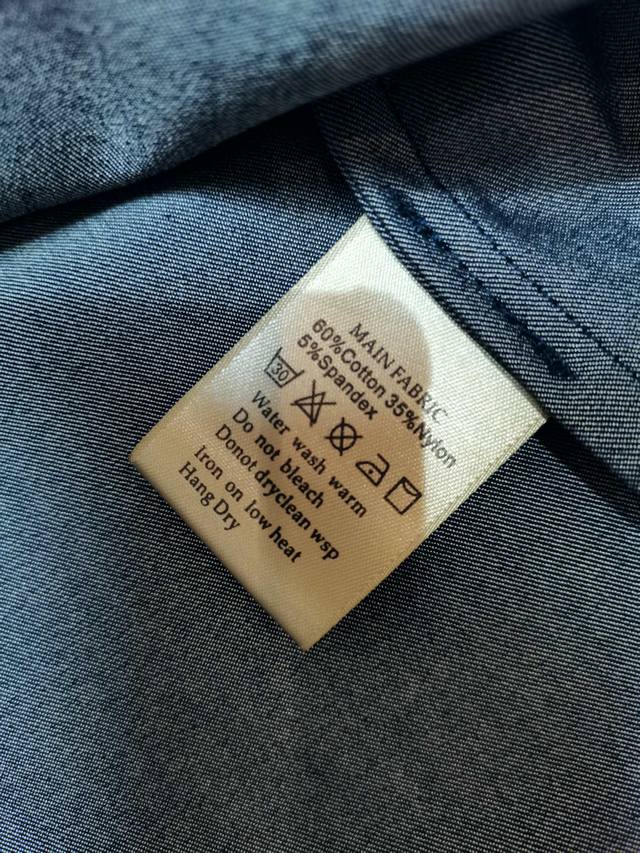 MAIN FABRIC
60%Cotton 35%Nylon
5%Spandex
30
Water wash warm
Do not bleach
Donot dryclean wsp
Iron on low heat
Hang Dry